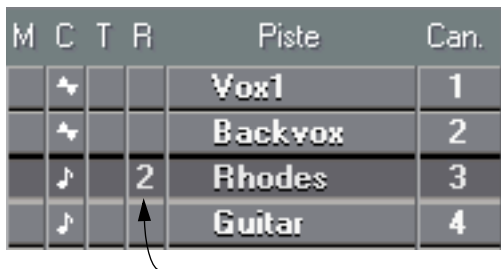 M C T R Piste Can.
Vox1 1
Backvox 2
2 Rhodes 3
Guitar 4